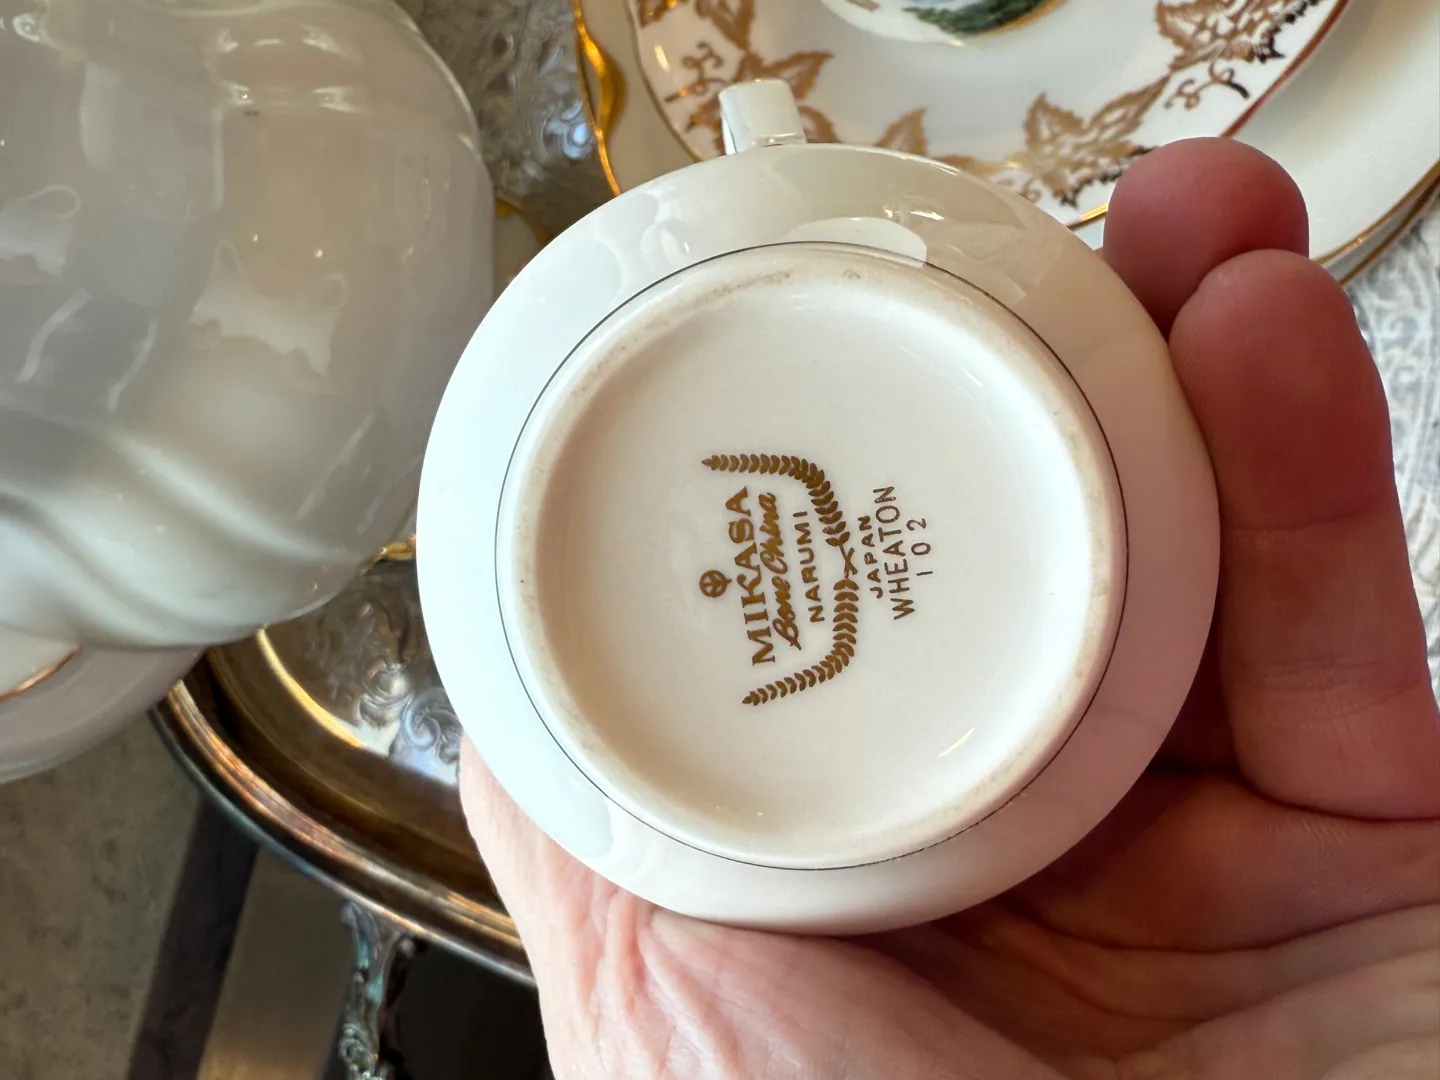 MIKASA
Bone China
NARUMI
JAPAN
WHEATON
102